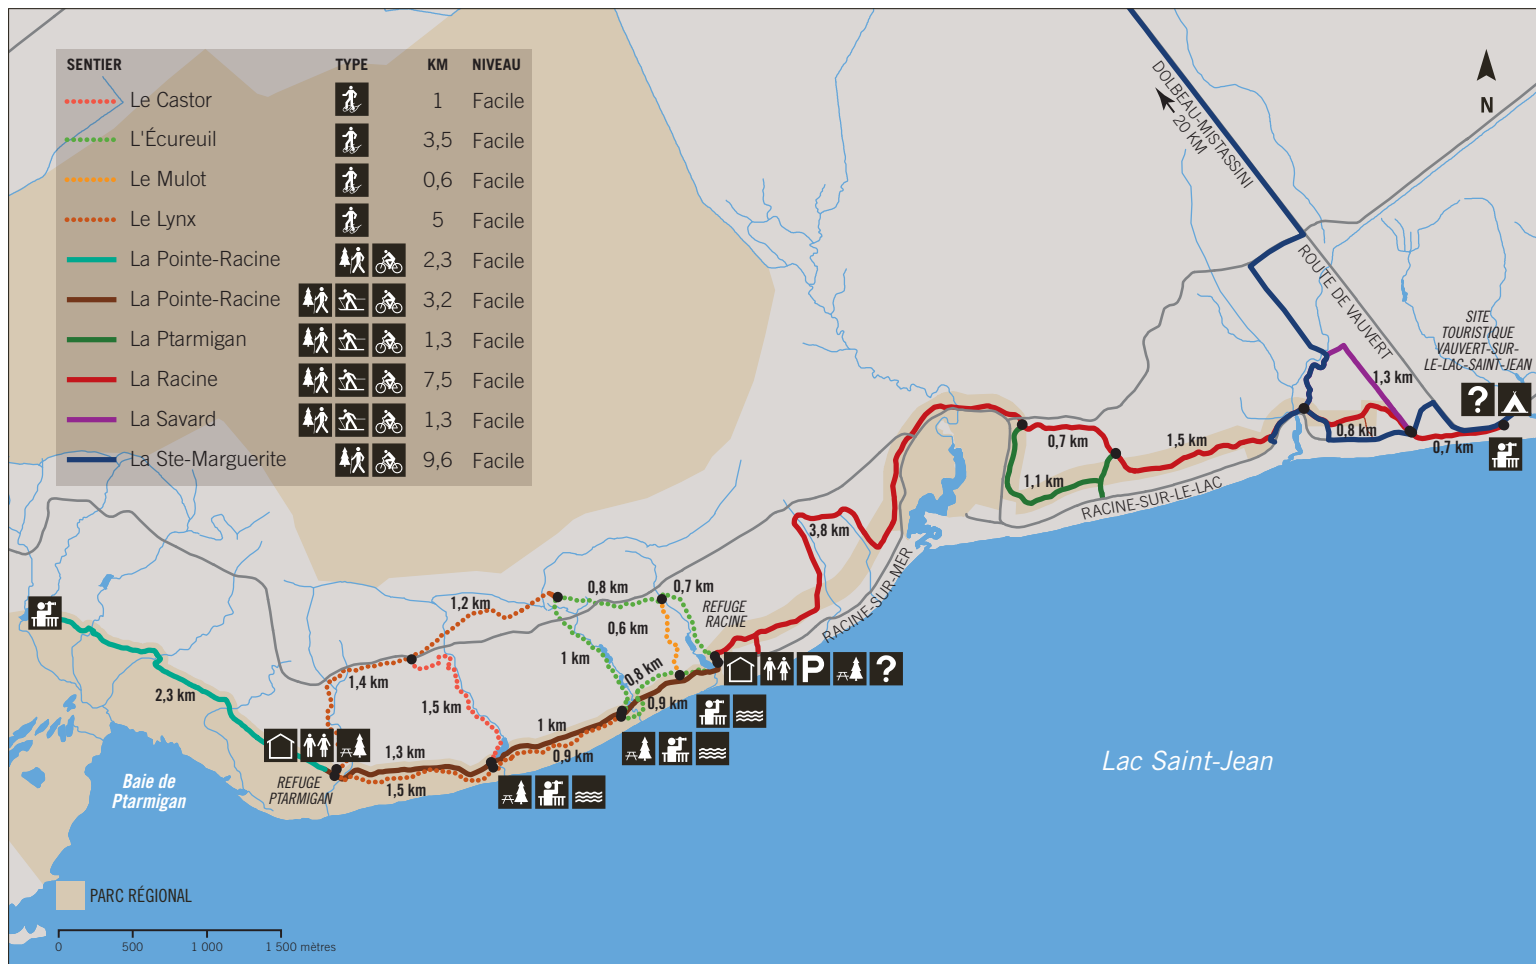 SENTIER TYPE KM NIVEAU
Le Castor 1 Facile
L'Écureuil 3,5 Facile
Le Mulot 0,6 Facile
Le Lynx 5 Facile
La Pointe-Racine 2,3 Facile
La Pointe-Racine 3,2 Facile
La Ptarmigan 1,3 Facile
La Racine 7,5 Facile
La Savard 1,3 Facile
La Ste-Marguerite 9,6 Facile
DOLBEAU-MISTASSINI
20 KM
N
ROUTE DE VAUVERT
SITE
TOURISTIQUE
VAUVERT-SUR-
LE-LAC-SAINT-JEAN
?
1,3 km
0,8 km
0,7 km
0,7 km
1,5 km
1,1 km
RACINE-SUR-LE-LAC
3,8 km
RACINE-SUR-MER
0,8 km
0,7 km
1,2 km
REFUGE
RACINE
0,6 km
1 km
0,8 km
P
?
1,4 km
2,3 km
1,5 km
0,9 km
1 km
1,3 km
0,9 km
1,5 km
REFUGE
PTARMIGAN
Baie de
Ptarmigan
Lac Saint-Jean
PARC RÉGIONAL
0 500 1 000 1 500 mètres